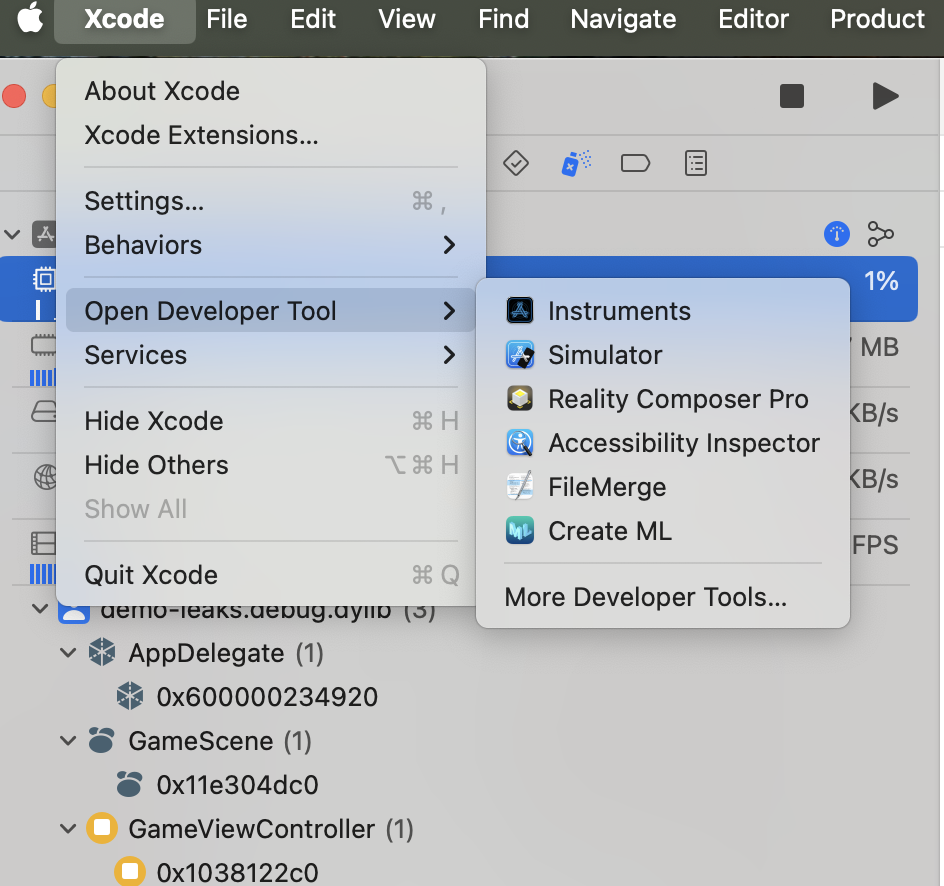 Xcode File Edit View Find Navigate Editor Product
About Xcode
Xcode Extensions...
Settings... ⌘ ,
Behaviors
1%
Open Developer Tool
Instruments
Services
Simulator
MB
Reality Composer Pro
Hide Xcode ⌘ H
KB/s
Accessibility Inspector
Hide Others ⌥ ⌘ H
KB/s
FileMerge
Show All
Create ML
FPS
Quit Xcode ⌘ Q
More Developer Tools...
demo-leaks.debug.dylib (3)
AppDelegate (1)
0x600000234920
GameScene (1)
0x11e304dc0
GameViewController (1)
0x1038122c0